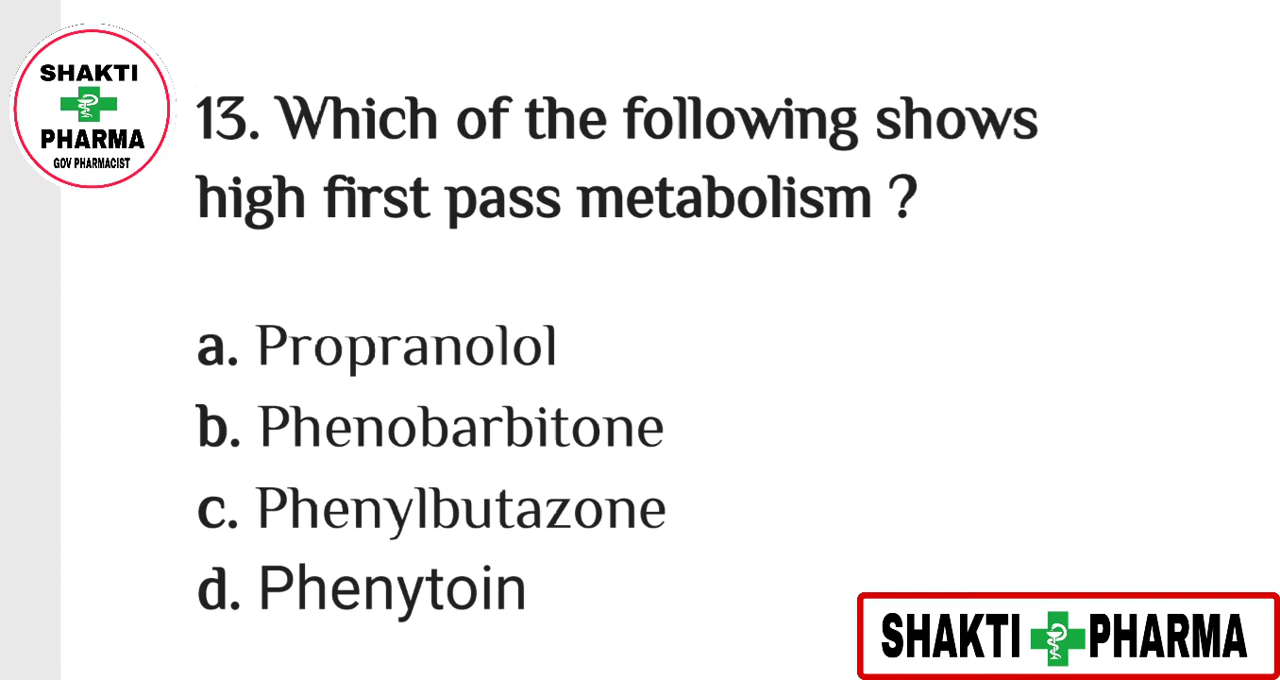 SHAKTI
PHARMA
GOV PHARMACIST
13. Which of the following shows
high first pass metabolism ?
a. Propranolol
b. Phenobarbitone
c. Phenylbutazone
d. Phenytoin
SHAKTI PHARMA